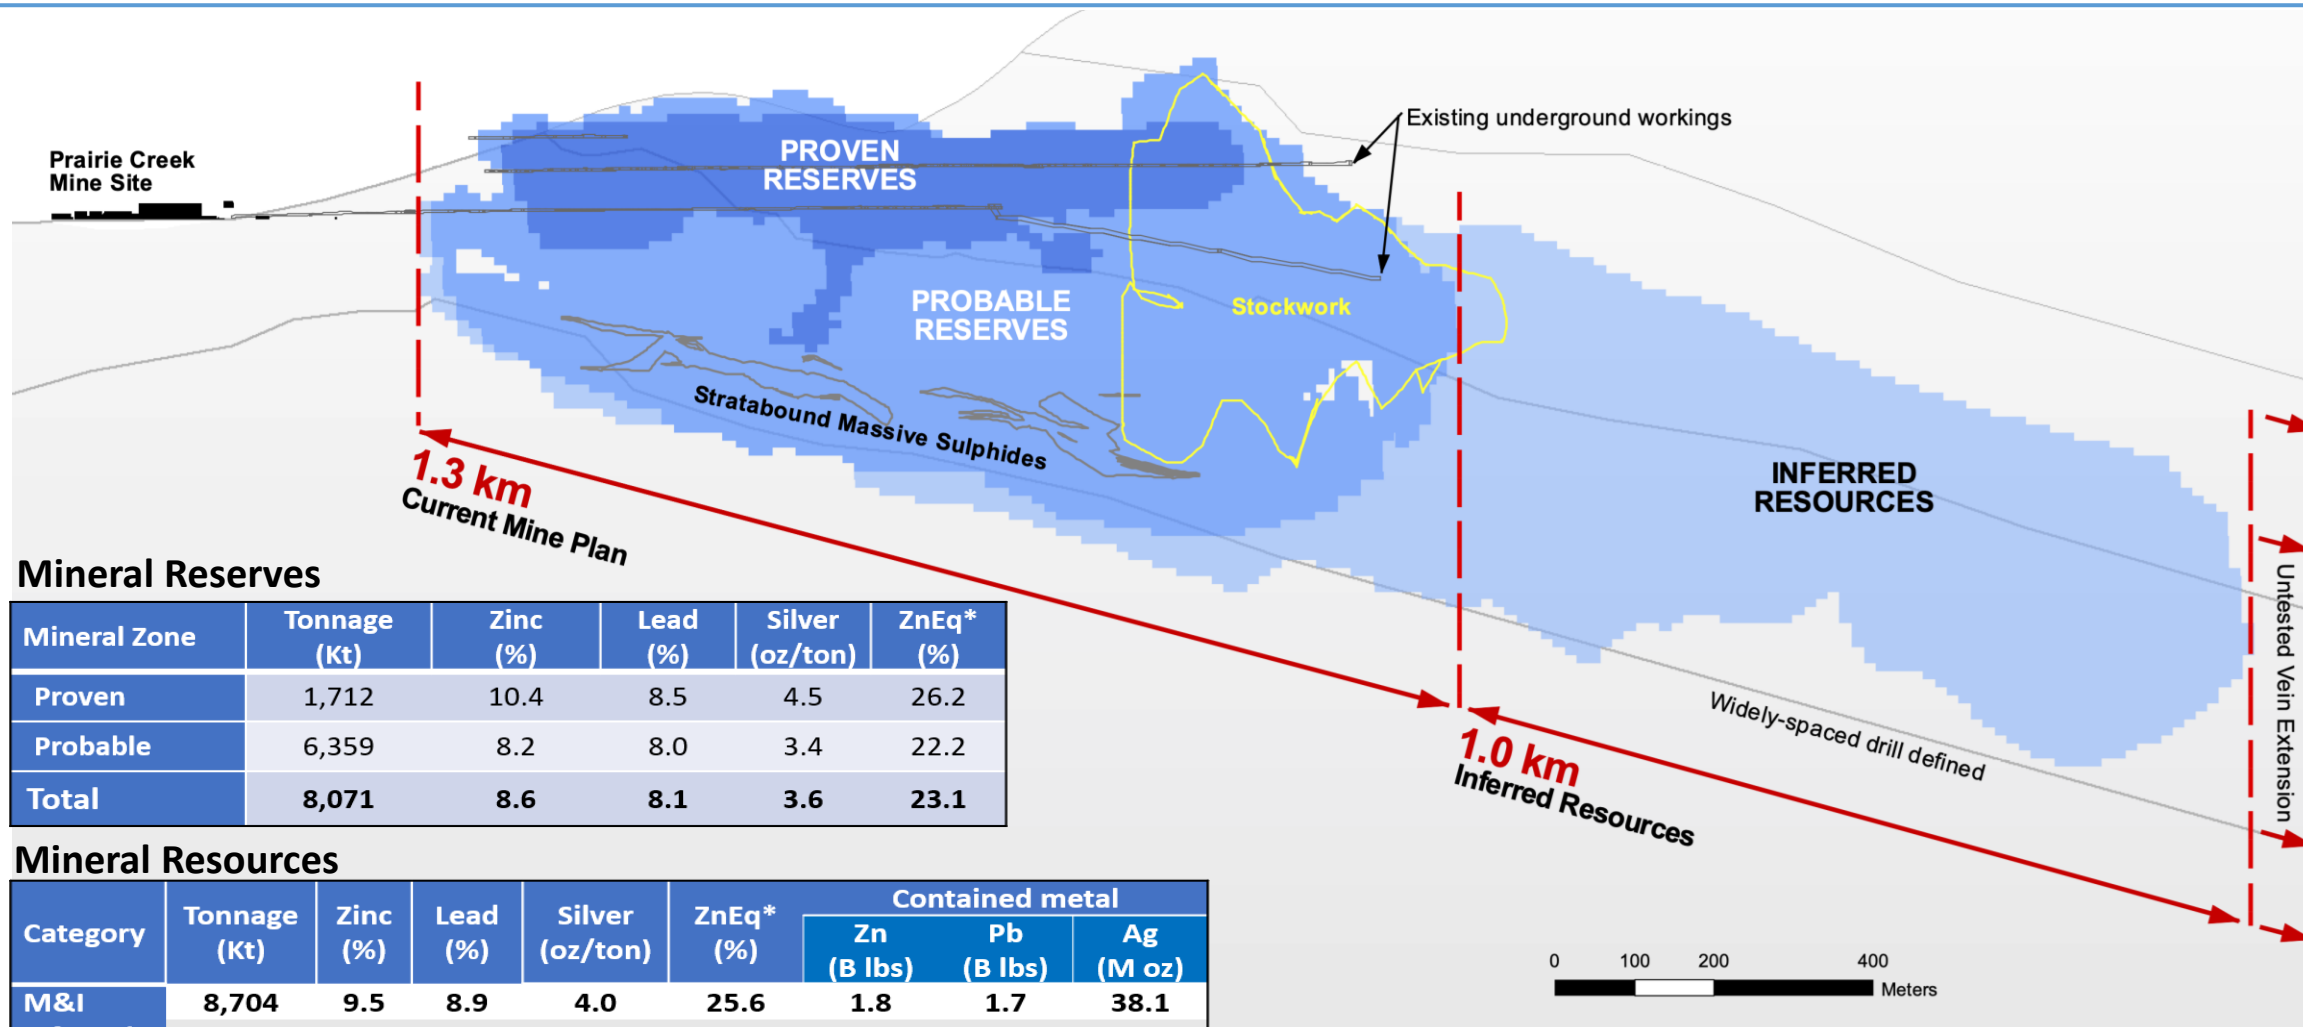 Existing underground workings
PROVEN
RESERVES
Prairie Creek
Mine Site
PROBABLE
RESERVES
Stockwork
Stratabound Massive Sulphides
INFERRED
RESOURCES
1.3 km
Current Mine Plan
Untested Vein Extension
Widely-spaced drill defined
1.0 km
Inferred Resources
Mineral Reserves
Mineral Zone Tonnage (Kt) Zinc (%) Lead (%) Silver (oz/ton) ZnEq* (%)
Proven 1,712 10.4 8.5 4.5 26.2
Probable 6,359 8.2 8.0 3.4 22.2
Total 8,071 8.6 8.1 3.6 23.1
Mineral Resources
Category Tonnage (Kt) Zinc (%) Lead (%) Silver (oz/ton) ZnEq* (%) Contained metal
Zn (B lbs) Pb (B lbs) Ag (M oz)
M&I 8,704 9.5 8.9 4.0 25.6 1.8 1.7 38.1
0 100 200 400
Meters